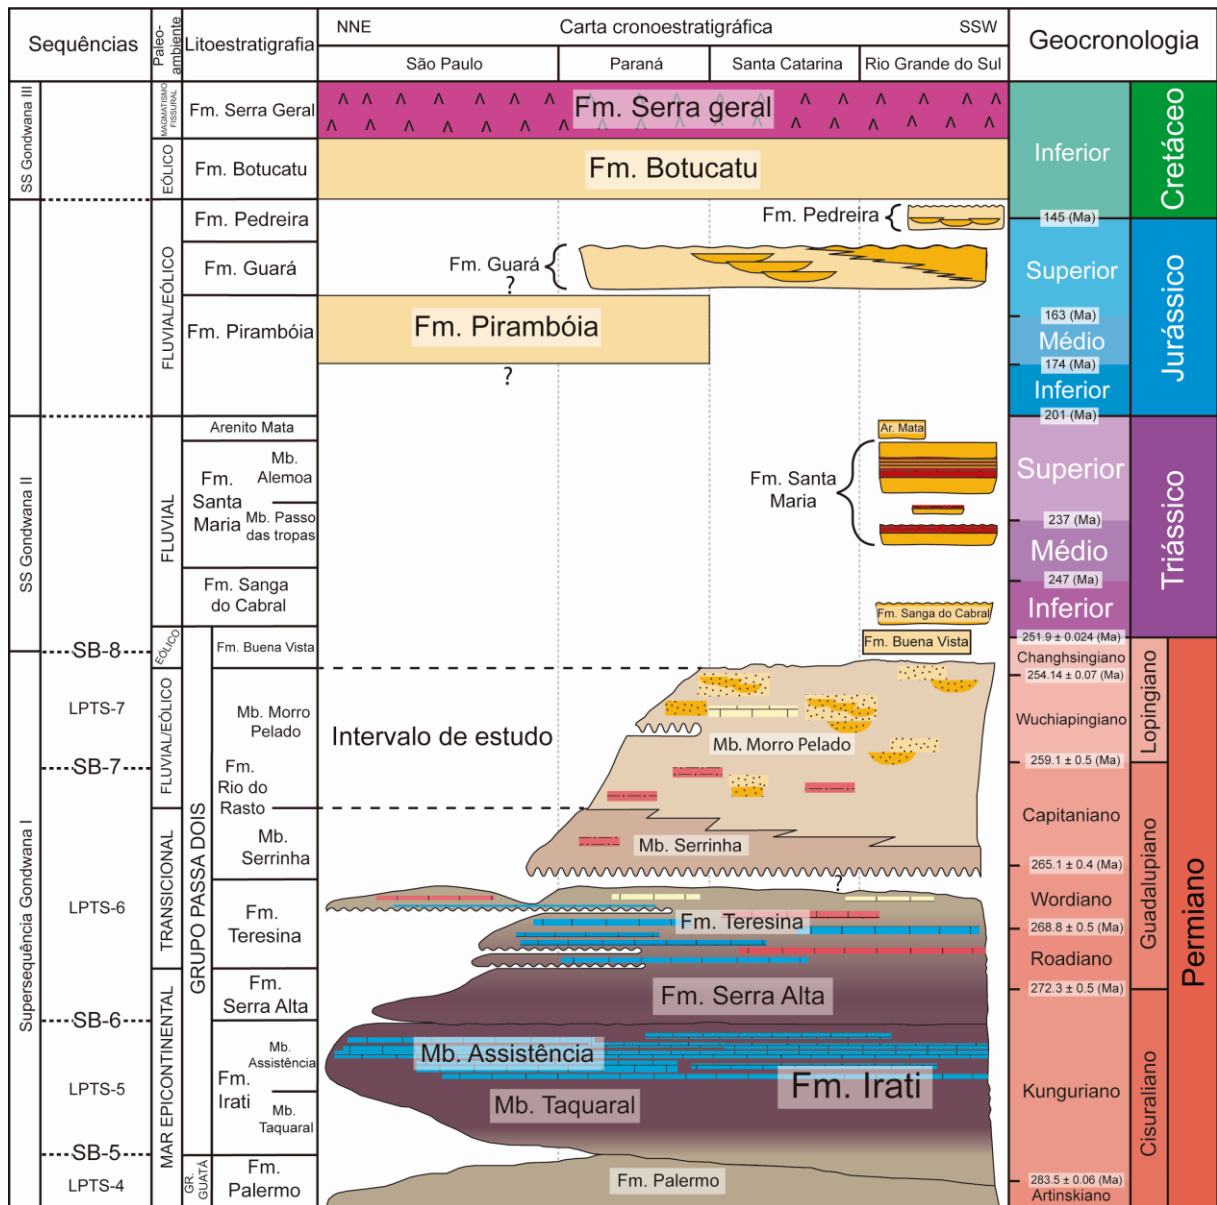 Sequências
Paleo-
ambiente
Litoestratigrafia
NNE
Carta cronoestratigráfica
SSW
São Paulo
Paraná
Santa Catarina
Rio Grande do Sul
Geocronologia
SS Gondwana III
SS Gondwana II
Supersequência Gondwana I
SB-8
LPTS-7
SB-7
LPTS-6
SB-6
LPTS-5
SB-5
LPTS-4
MAGMATISMO
FISSURAL
EÓLICO
FLUVIAL/EÓLICO
FLUVIAL
EÓLICO
FLUVIAL/EÓLICO
TRANSICIONAL
MAR EPICONTINENTAL
GRUPO PASSA DOIS
GR.
GUATÁ
Fm. Serra Geral
Fm. Botucatu
Fm. Pedreira
Fm. Guará
Fm. Pirambóia
Arenito Mata
Fm.
Santa
Maria
Mb.
Alemoa
Mb. Passo
das tropas
Fm. Sanga
do Cabral
Fm. Buena Vista
Mb. Morro
Pelado
Fm.
Rio do
Rasto
Mb.
Serrinha
Fm.
Teresina
Fm.
Serra Alta
Mb.
Assistência
Fm.
Irati
Mb.
Taquaral
Fm.
Palermo
Fm. Serra geral
Fm. Botucatu
Fm. Pedreira
Fm. Guará
?
Fm. Pirambóia
?
Ar. Mata
Fm. Santa
Maria
Fm. Sanga do Cabral
Fm. Buena Vista
Intervalo de estudo
Mb. Morro Pelado
Mb. Serrinha
?
Fm. Teresina
Fm. Serra Alta
Mb. Assistência
Fm. Irati
Mb. Taquaral
Fm. Palermo
Inferior
Cretáceo
145 (Ma)
Superior
163 (Ma)
Médio
174 (Ma)
Inferior
Jurássico
201 (Ma)
Superior
237 (Ma)
Médio
247 (Ma)
Inferior
Triássico
251.9 ± 0.024 (Ma)
Changhsingiano
254.14 ± 0.07 (Ma)
Wuchiapingiano
Lopingiano
259.1 ± 0.5 (Ma)
Capitaniano
265.1 ± 0.4 (Ma)
Wordiano
268.8 ± 0.5 (Ma)
Roadiano
Guadalupiano
272.3 ± 0.5 (Ma)
Kunguriano
Cisuraliano
283.5 ± 0.06 (Ma)
Artinskiano
Permiano